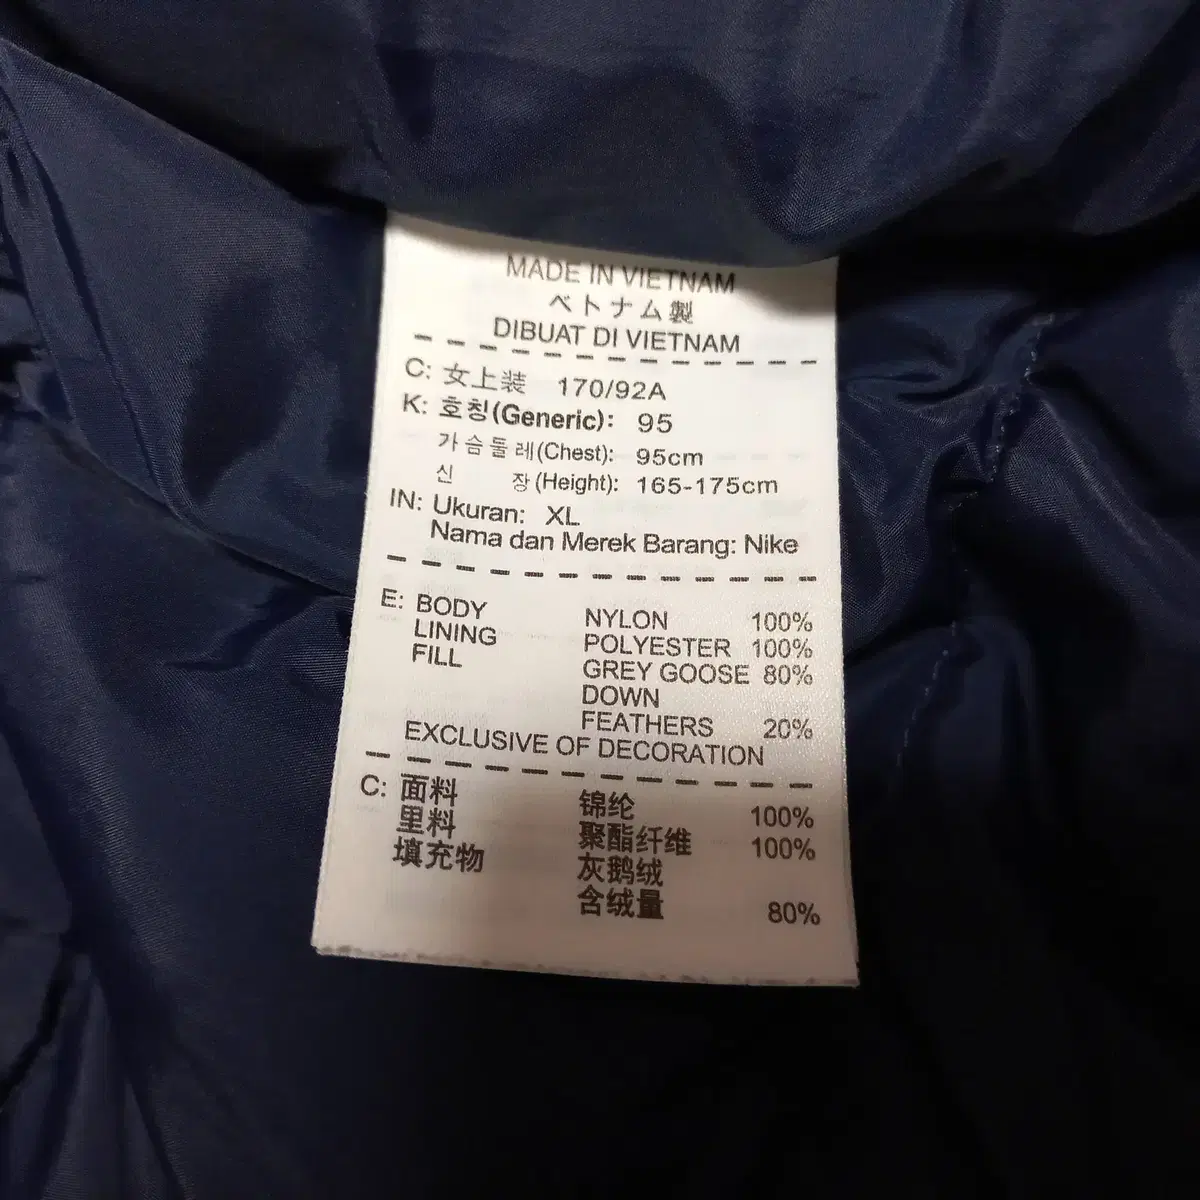 MADE IN VIETNAM
ベトナム製
DIBUAT DI VIETNAM
C: 女上装 170/92A
K: 호칭(Generic): 95
가슴둘레(Chest): 95cm
신 장(Height): 165-175cm
IN: Ukuran: XL
Nama dan Merek Barang: Nike
E: BODY NYLON 100%
LINING POLYESTER 100%
FILL GREY GOOSE 80%
DOWN
FEATHERS 20%
EXCLUSIVE OF DECORATION
C: 面料 锦纶 100%
里料 聚酯纤维 100%
填充物 灰鹅绒
含绒量 80%